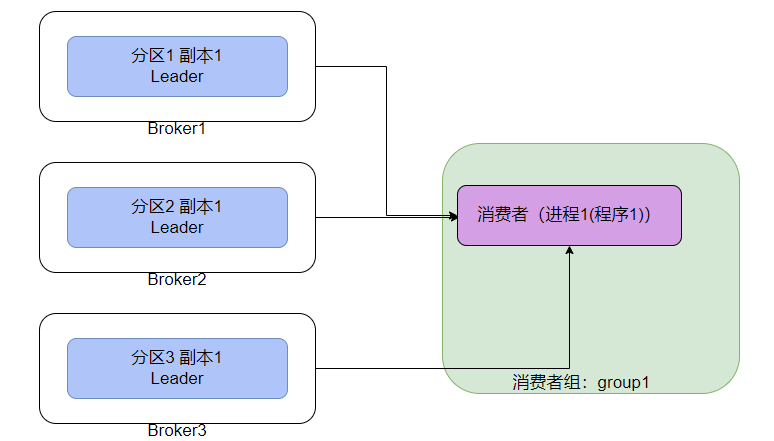 分区1 副本1
Leader
Broker1
分区2 副本1
Leader
Broker2
分区3 副本1
Leader
Broker3
消费者（进程1(程序1)）
消费者组：group1